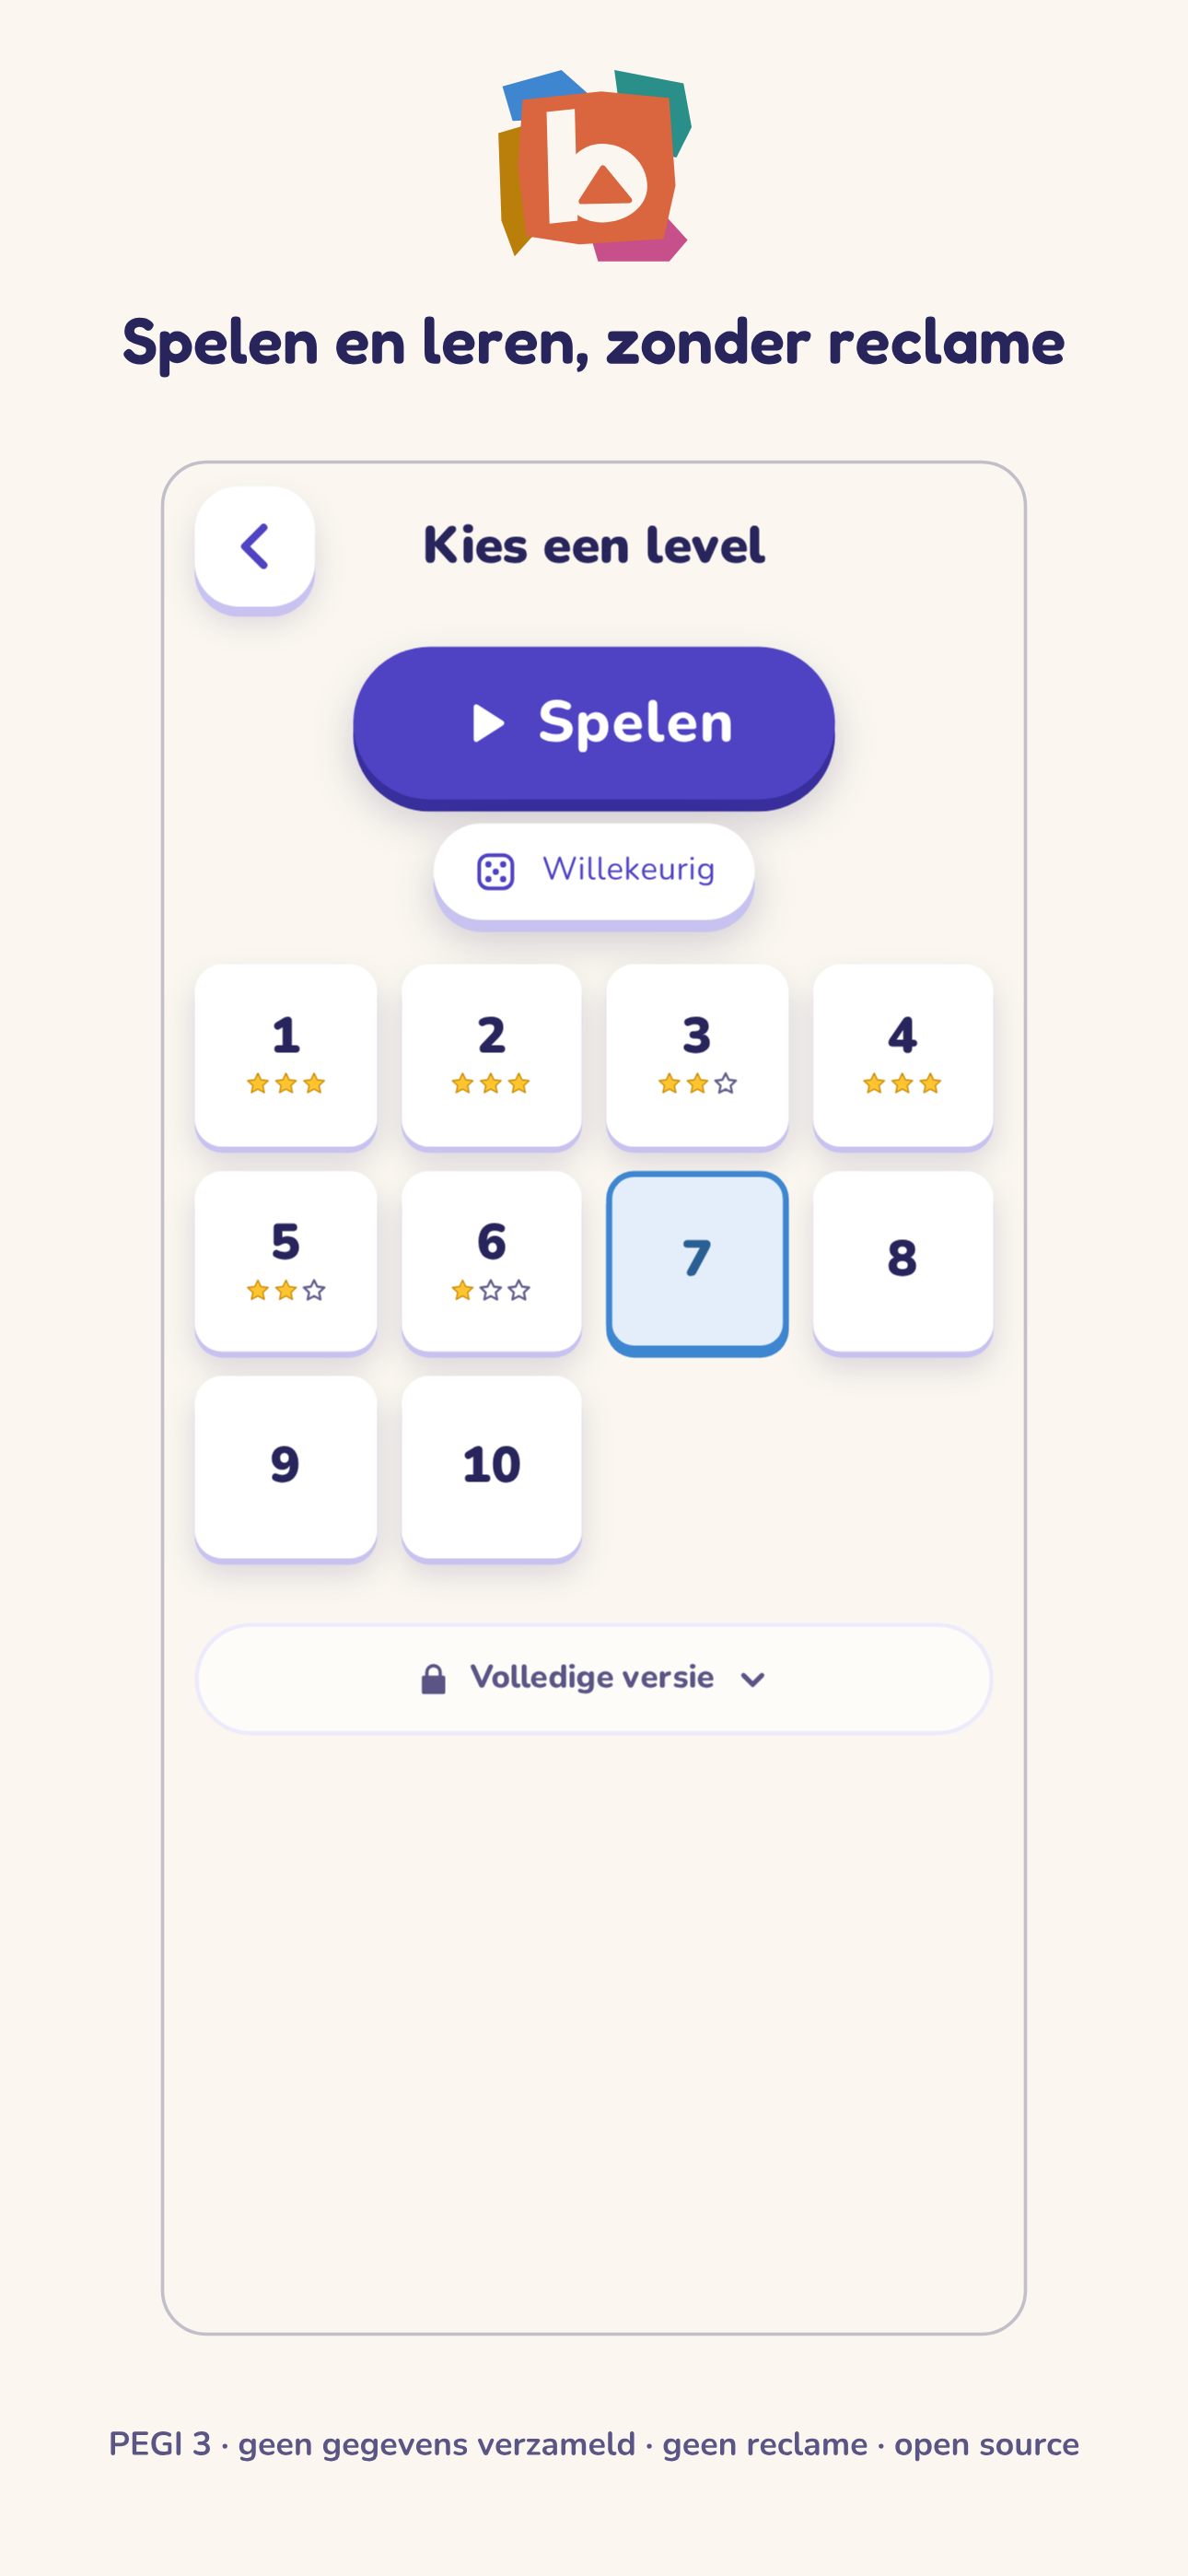 b
Spelen en leren, zonder reclame
Kies een level
Spelen
Willekeurig
1 2 3 4
5 6 7 8
9 10
Volledige versie
PEGI 3 · geen gegevens verzameld · geen reclame · open source